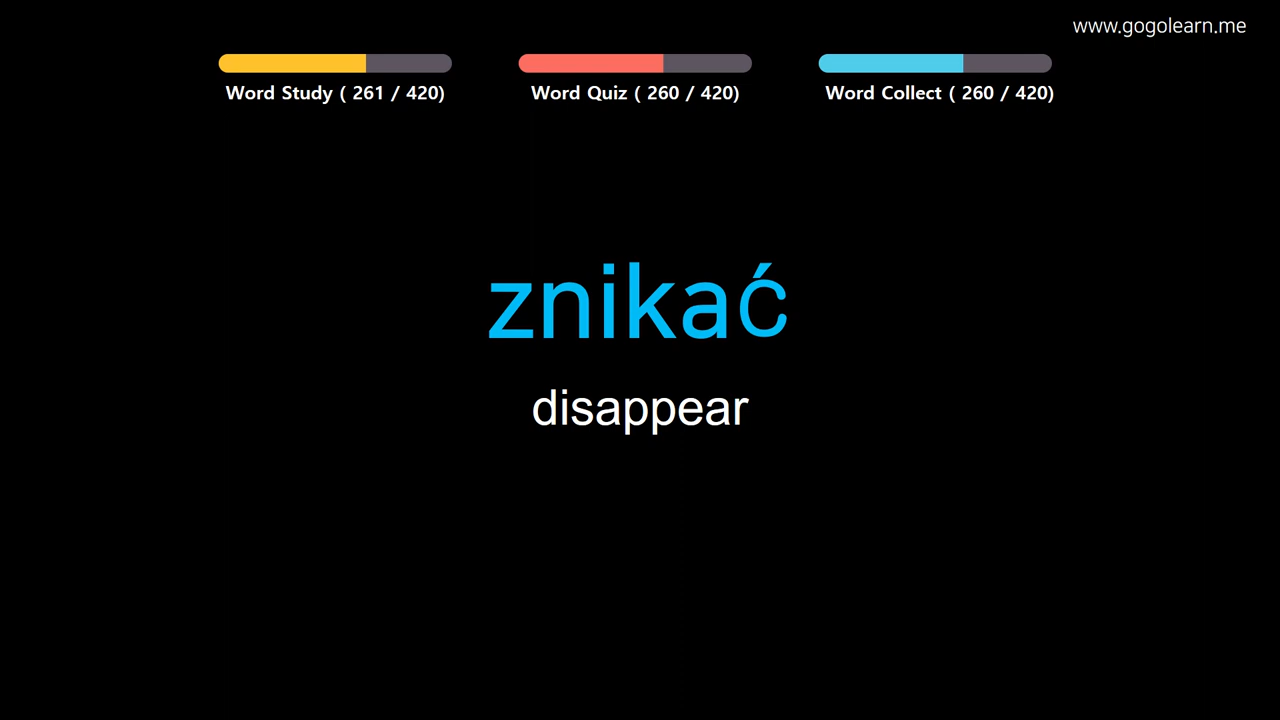 www.gogolearn.me
Word Study ( 261 / 420)
Word Quiz ( 260 / 420)
Word Collect ( 260 / 420)
znikać
disappear